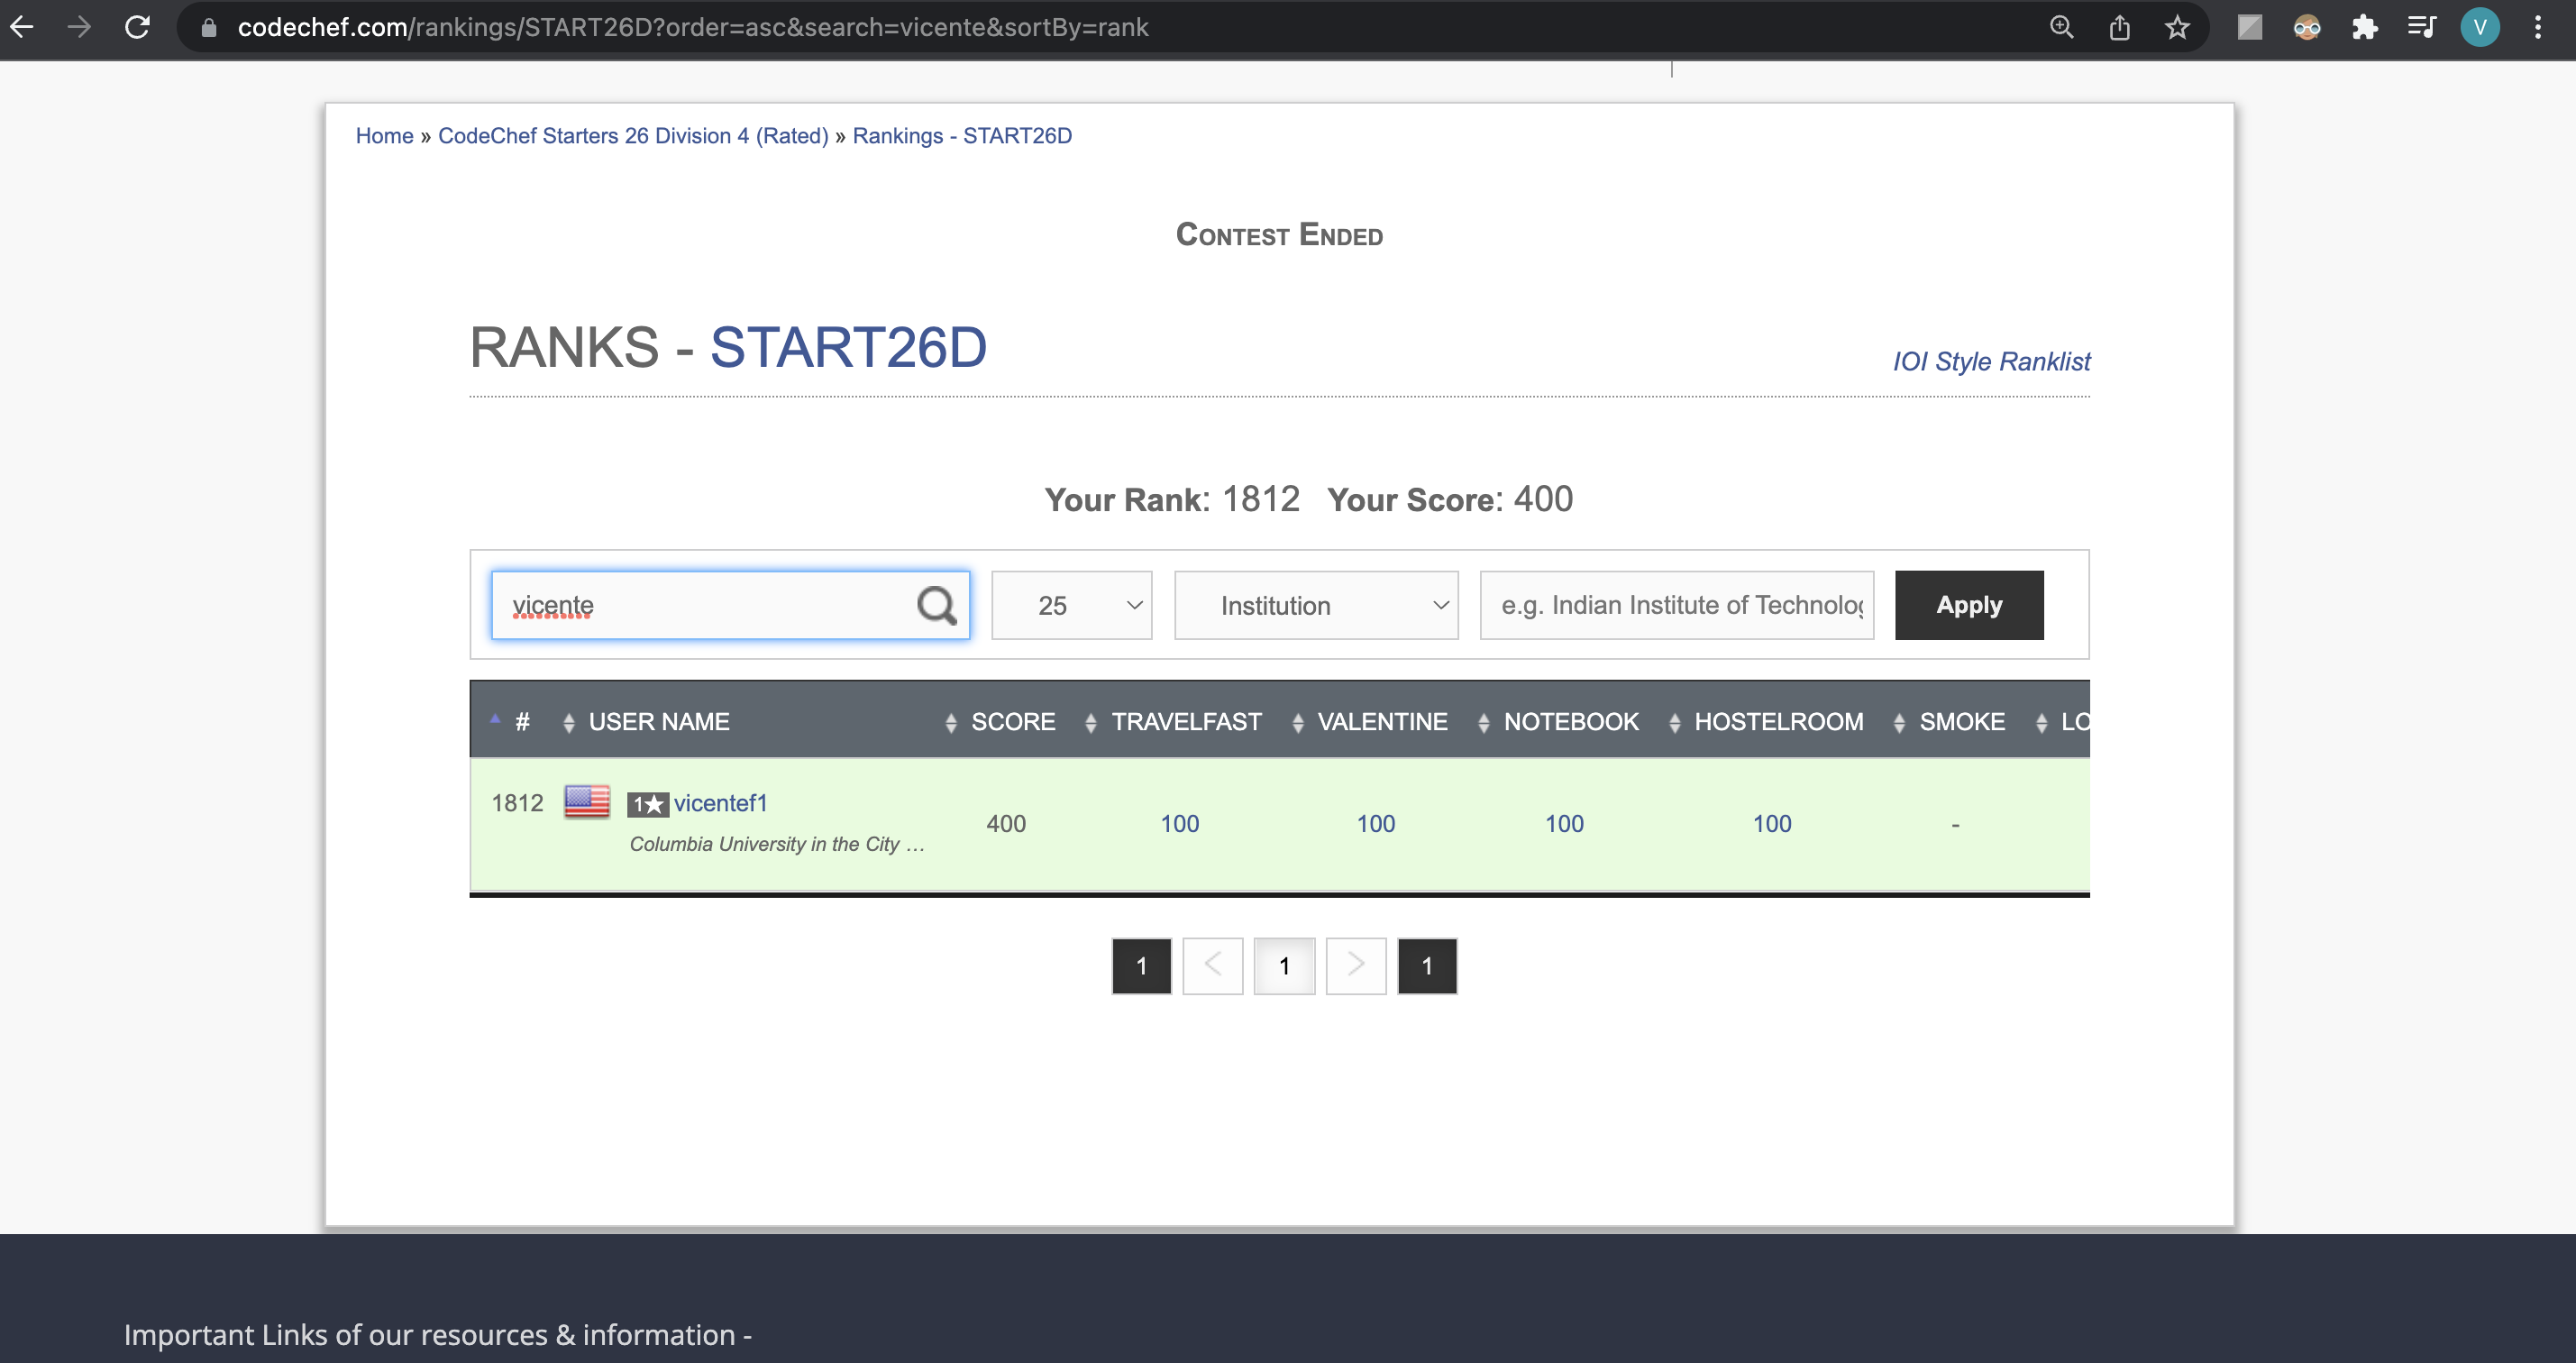 codechef.com/rankings/START26D?order=asc&search=vicente&sortBy=rank
V
Home » CodeChef Starters 26 Division 4 (Rated) » Rankings - START26D
Contest Ended
RANKS - START26D
IOI Style Ranklist
Your Rank: 1812 Your Score: 400
vicente 25 Institution e.g. Indian Institute of Technolog Apply
# USER NAME SCORE TRAVELFAST VALENTINE NOTEBOOK HOSTELROOM SMOKE LO
1812 1★ vicentef1 400 100 100 100 100 -
Columbia University in the City ...
1 < 1 > 1
Important Links of our resources & information -